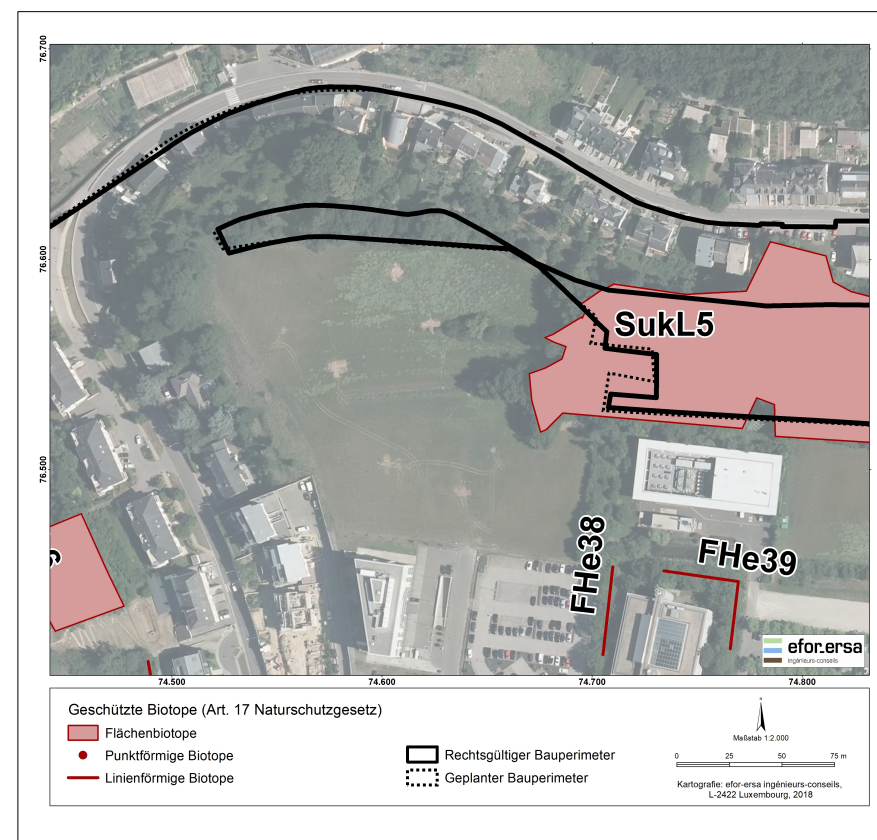 76.700
76.600
76.500
SukL5
FHe38
FHe39
efor-ersa
ingénieurs-conseils
74.500
74.600
74.700
74.800
Geschützte Biotope (Art. 17 Naturschutzgesetz)
Flächenbiotope
Punktförmige Biotope
Linienförmige Biotope
Rechtsgültiger Bauperimeter
Geplanter Bauperimeter
N
Maßstab 1:2.000
0 25 50 75 m
Kartografie: efor-ersa ingénieurs-conseils,
L-2422 Luxembourg, 2018